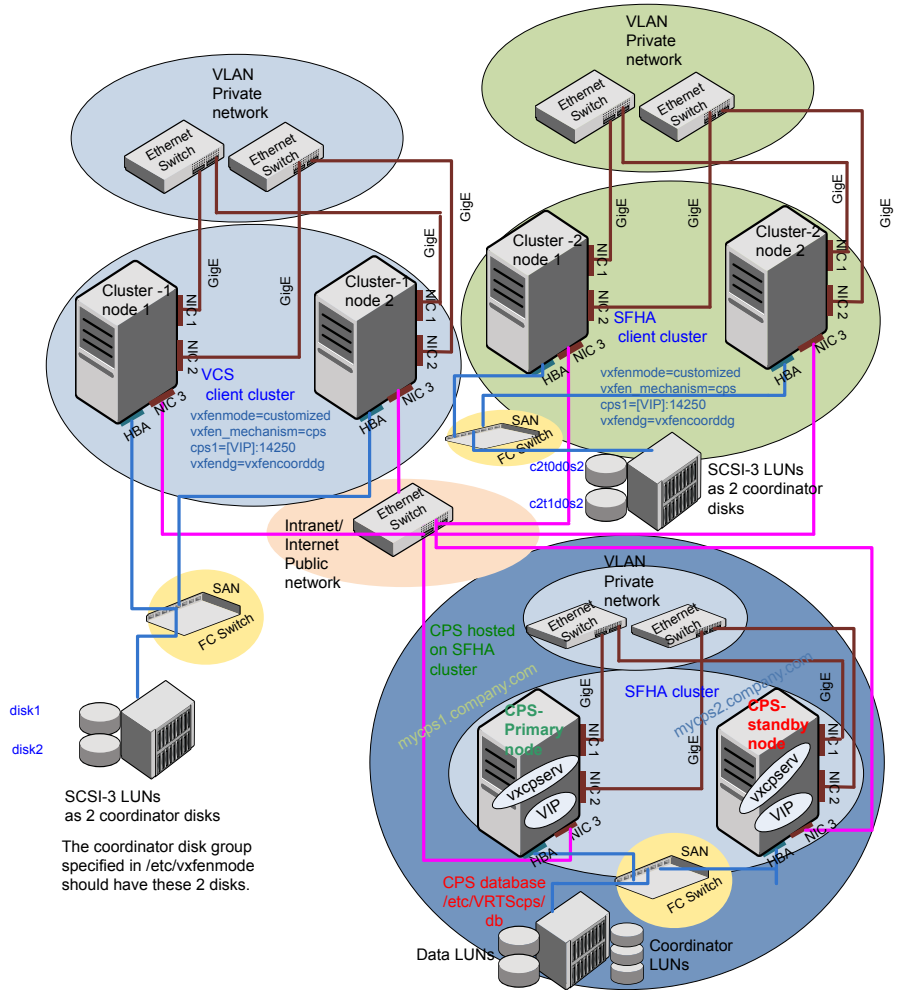 VLAN
Private
network
Ethernet
Switch
Ethernet
Switch
GigE
GigE
GigE
GigE
Cluster -1
node 1
NIC 1
NIC 2
HBA
NIC 3
Cluster-1
node 2
NIC 1
NIC 2
HBA
NIC 3
VCS
client cluster
vxfenmode=customized
vxfen_mechanism=cps
cps1=[VIP]:14250
vxfendg=vxfencoorddg
VLAN
Private
network
Ethernet
Switch
Ethernet
Switch
GigE
GigE
GigE
GigE
Cluster -2
node 1
NIC 1
NIC 2
HBA
NIC 3
Cluster-2
node 2
NIC 1
NIC 2
HBA
NIC 3
SFHA
client cluster
vxfenmode=customized
vxfen_mechanism=cps
cps1=[VIP]:14250
vxfendg=vxfencoorddg
SAN
FC Switch
c2t0d0s2
c2t1d0s2
SCSI-3 LUNs
as 2 coordinator
disks
Intranet/
Internet
Public
network
Ethernet
Switch
SAN
FC Switch
disk1
disk2
SCSI-3 LUNs
as 2 coordinator disks
The coordinator disk group
specified in /etc/vxfenmode
should have these 2 disks.
VLAN
Private
network
Ethernet
Switch
Ethernet
Switch
CPS hosted
on SFHA
cluster
SFHA cluster
mycps1.company.com
mycps2.company.com
GigE
GigE
GigE
CPS-
Primary
node
vxcpserv
VIP
NIC 1
NIC 2
HBA
NIC 3
CPS-
standby
node
vxcpserv
VIP
NIC 1
NIC 2
HBA
NIC 3
SAN
FC Switch
CPS database
/etc/VRTScps/
db
Data LUNs
Coordinator
LUNs